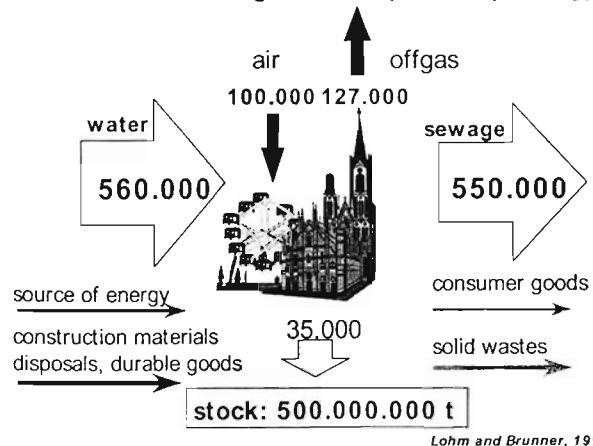 air offgas
100.000 127.000
water
560.000
sewage
550.000
source of energy
construction materials
disposals, durable goods
35.000
consumer goods
solid wastes
stock: 500.000.000 t
Lohm and Brunner, 19